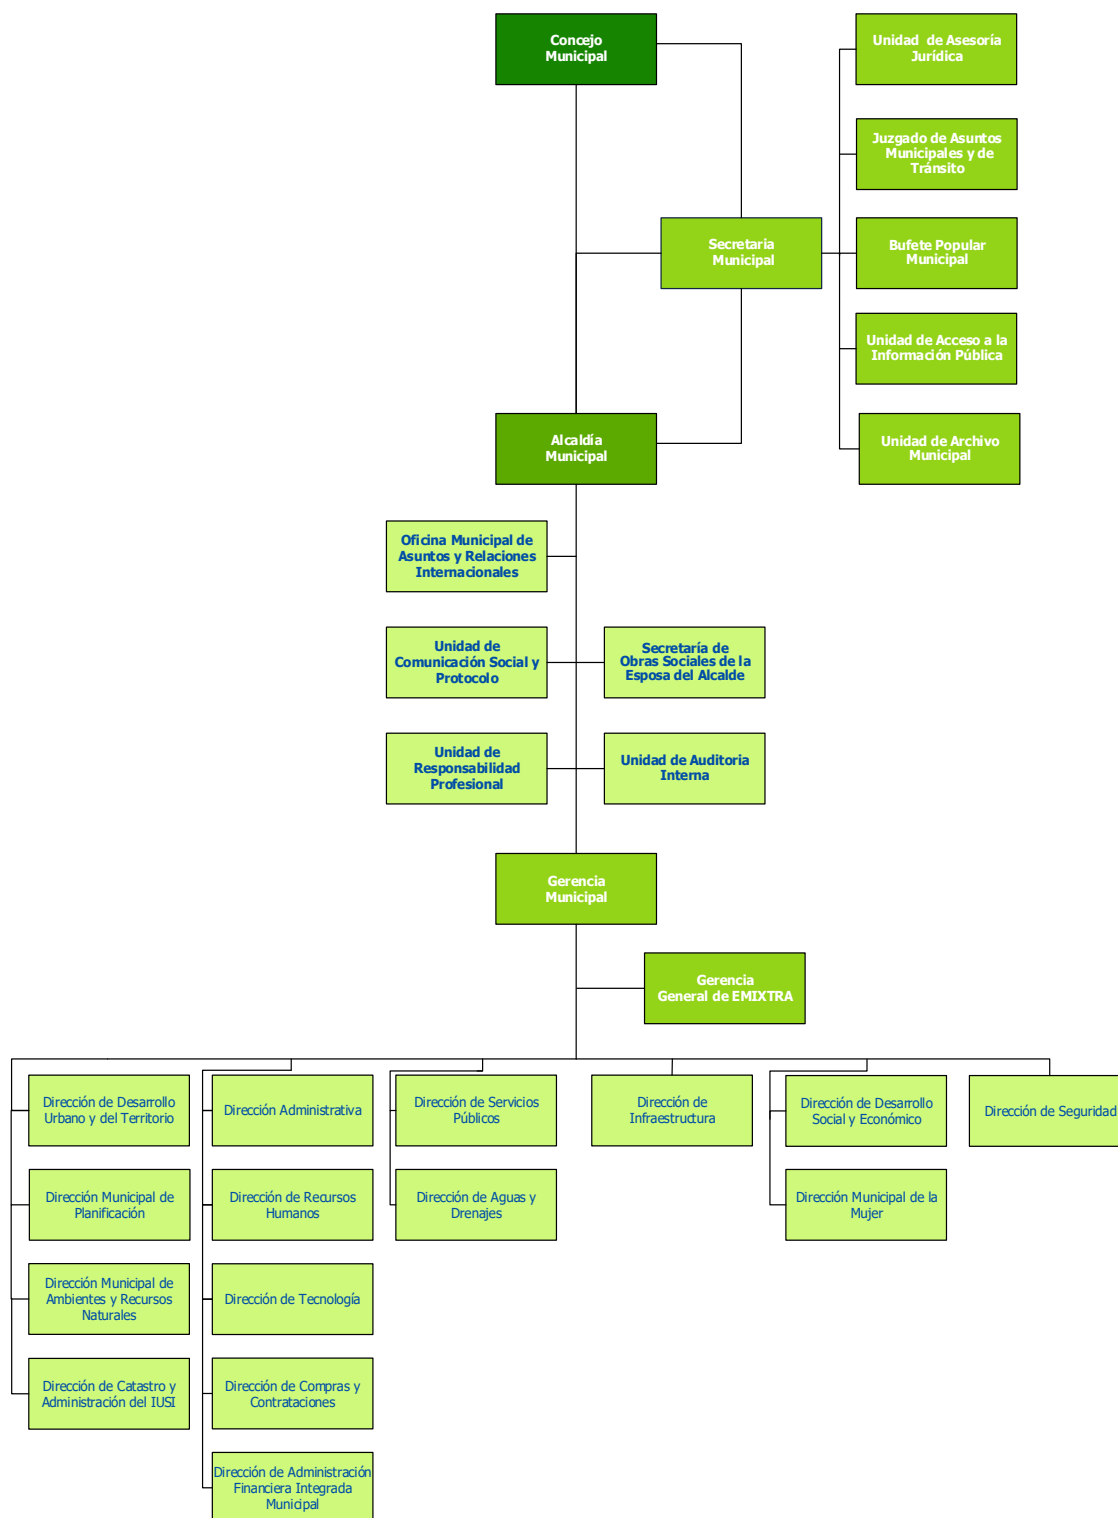 Concejo
Municipal
Unidad de Asesoría
Jurídica
Juzgado de Asuntos
Municipales y de
Tránsito
Secretaria
Municipal
Bufete Popular
Municipal
Unidad de Acceso a la
Información Pública
Alcaldía
Municipal
Unidad de Archivo
Municipal
Oficina Municipal de
Asuntos y Relaciones
Internacionales
Unidad de
Comunicación Social y
Protocolo
Secretaría de
Obras Sociales de la
Esposa del Alcalde
Unidad de
Responsabilidad
Profesional
Unidad de Auditoria
Interna
Gerencia
Municipal
Gerencia
General de EMIXTRA
Dirección de Desarrollo
Urbano y del Territorio
Dirección Administrativa
Dirección de Servicios
Públicos
Dirección de
Infraestructura
Dirección de Desarrollo
Social y Económico
Dirección de Seguridad
Dirección Municipal de
Planificación
Dirección de Recursos
Humanos
Dirección de Aguas y
Drenajes
Dirección Municipal de la
Mujer
Dirección Municipal de
Ambientes y Recursos
Naturales
Dirección de Tecnología
Dirección de Catastro y
Administración del IUSI
Dirección de Compras y
Contrataciones
Dirección de Administración
Financiera Integrada
Municipal